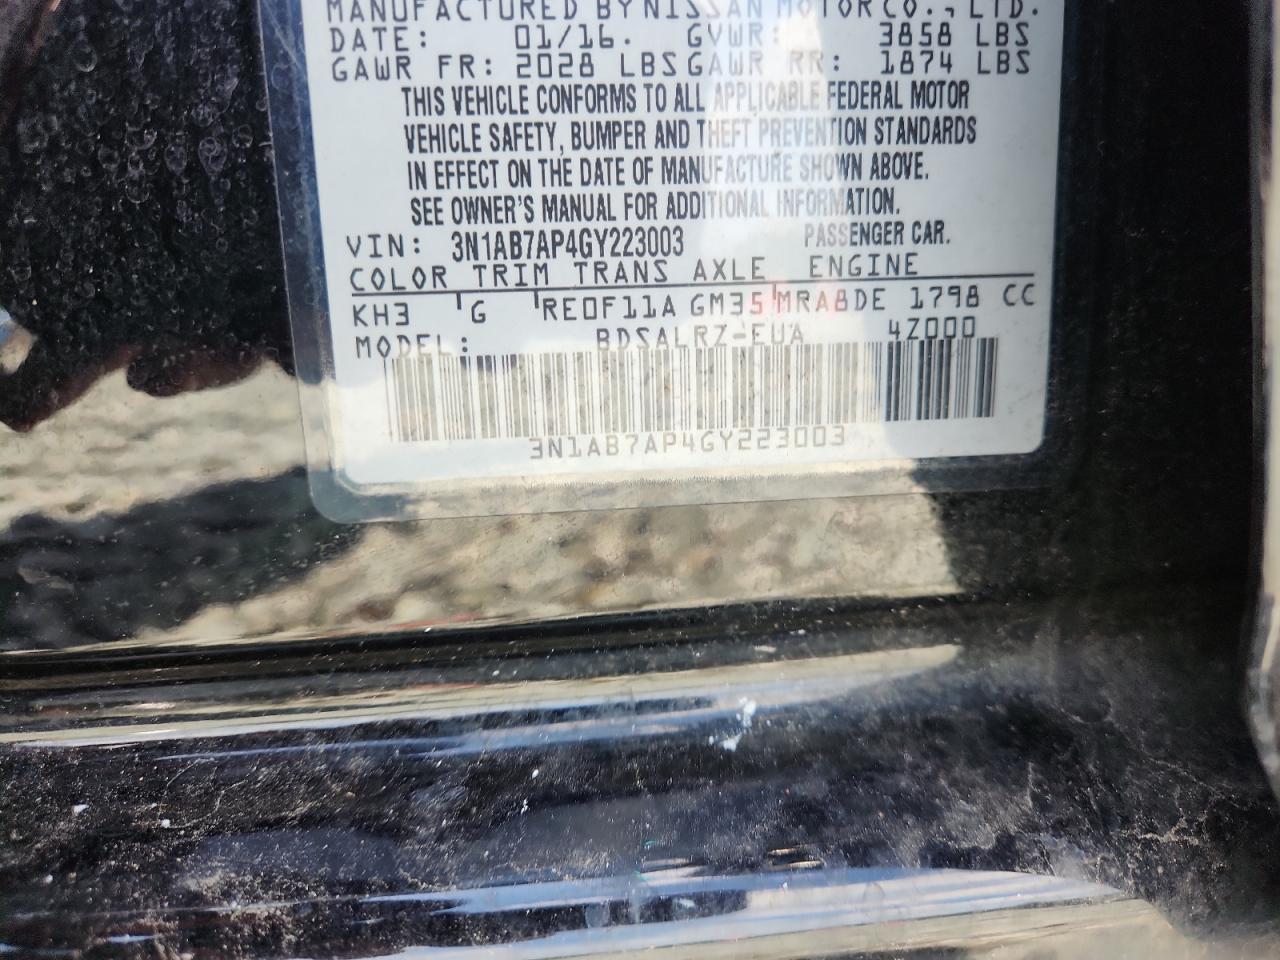 MANUFACTURED BY NISSAN MOTOR CO., LTD.
DATE: 01/16. GVWR: 3858 LBS
GAWR FR: 2028 LBS GAWR RR: 1874 LBS
THIS VEHICLE CONFORMS TO ALL APPLICABLE FEDERAL MOTOR
VEHICLE SAFETY, BUMPER AND THEFT PREVENTION STANDARDS
IN EFFECT ON THE DATE OF MANUFACTURE SHOWN ABOVE.
SEE OWNER'S MANUAL FOR ADDITIONAL INFORMATION.
VIN: 3N1AB7AP4GY223003 PASSENGER CAR.
COLOR TRIM TRANS AXLE ENGINE
KH3 G RE0F11A GM35 MRA8DE 1798 CC
MODEL: BDSALRZ-EUA 4Z000
3N1AB7AP4GY223003